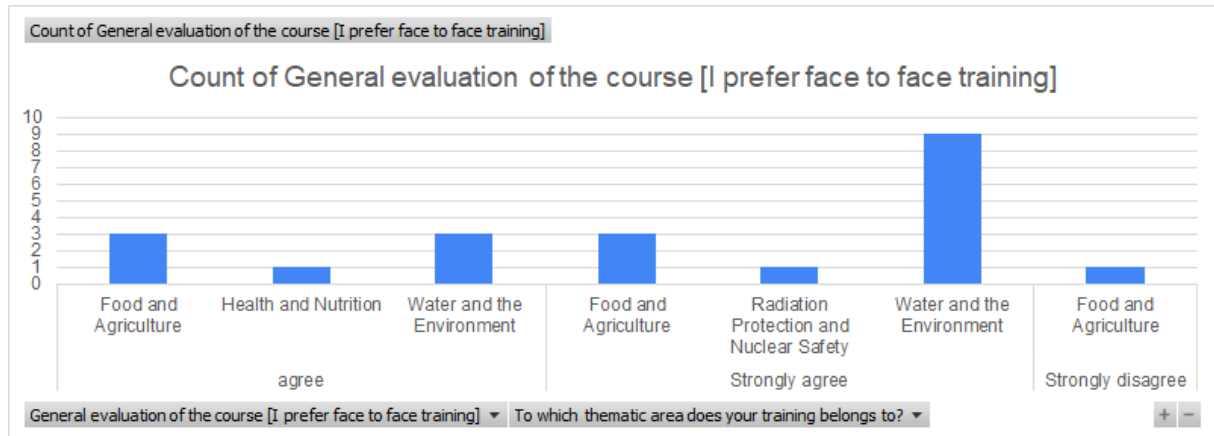 Count of General evaluation of the course [I prefer face to face training]
Count of General evaluation of the course [I prefer face to face training]
10
9
8
7
6
5
4
3
2
1
0
Food and
Agriculture
Health and Nutrition
Water and the
Environment
Food and
Agriculture
Radiation
Protection and
Nuclear Safety
Water and the
Environment
Food and
Agriculture
agree
Strongly agree
Strongly disagree
General evaluation of the course [I prefer face to face training]
To which thematic area does your training belongs to?
+ −